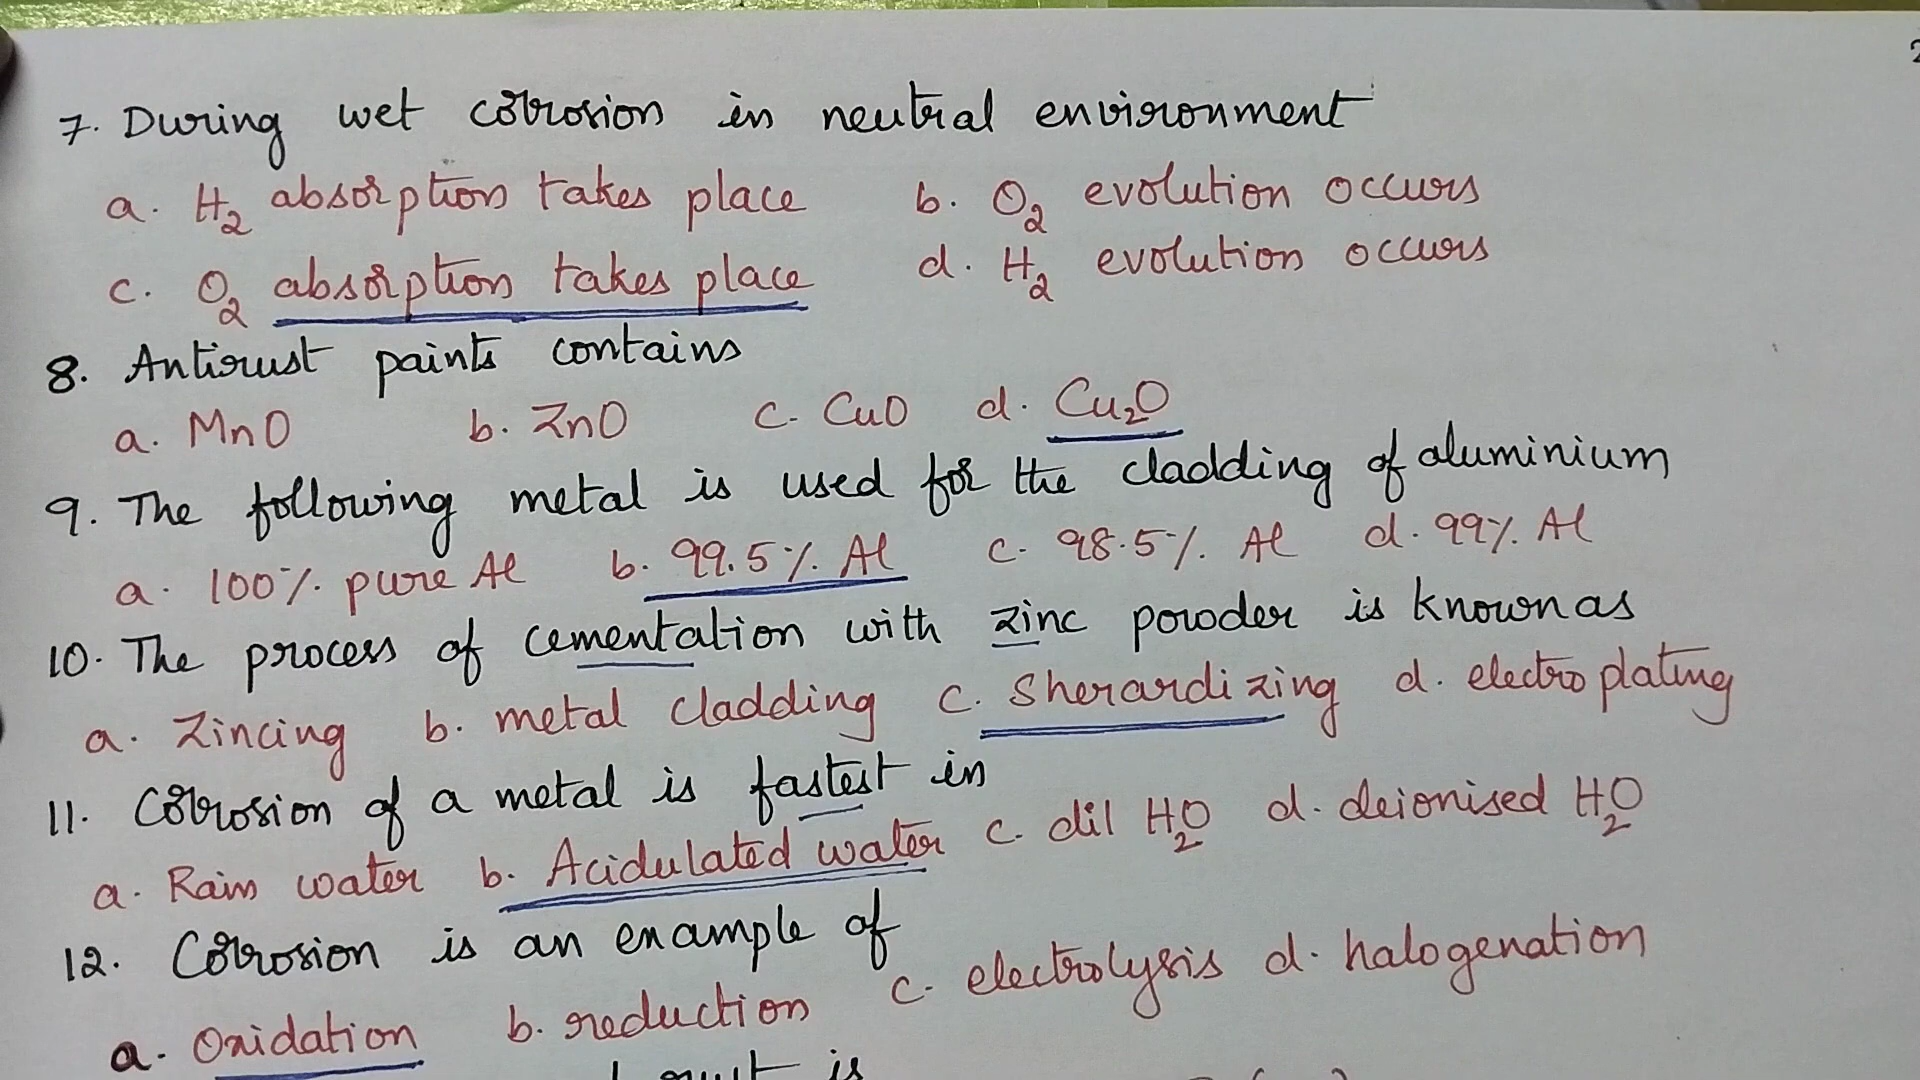 7. During wet corrosion in neutral environment
a. H₂ absorption takes place b. O₂ evolution occurs
c. O₂ absorption takes place d. H₂ evolution occurs
8. Antirust paints contains
a. MnO b. ZnO c. CuO d. Cu₂O
9. The following metal is used for the cladding of aluminium
a. 100% pure Al b. 99.5% Al c. 98.5% Al d. 99% Al
10. The process of cementation with zinc powder is known as
a. Zincing b. metal cladding c. Sherardizing d. electroplating
11. Corrosion of a metal is fastest in
a. Rain water b. Acidulated water c. dil H₂O d. deionised H₂O
12. Corrosion is an example of
a. Oxidation b. reduction c. electrolysis d. halogenation
is